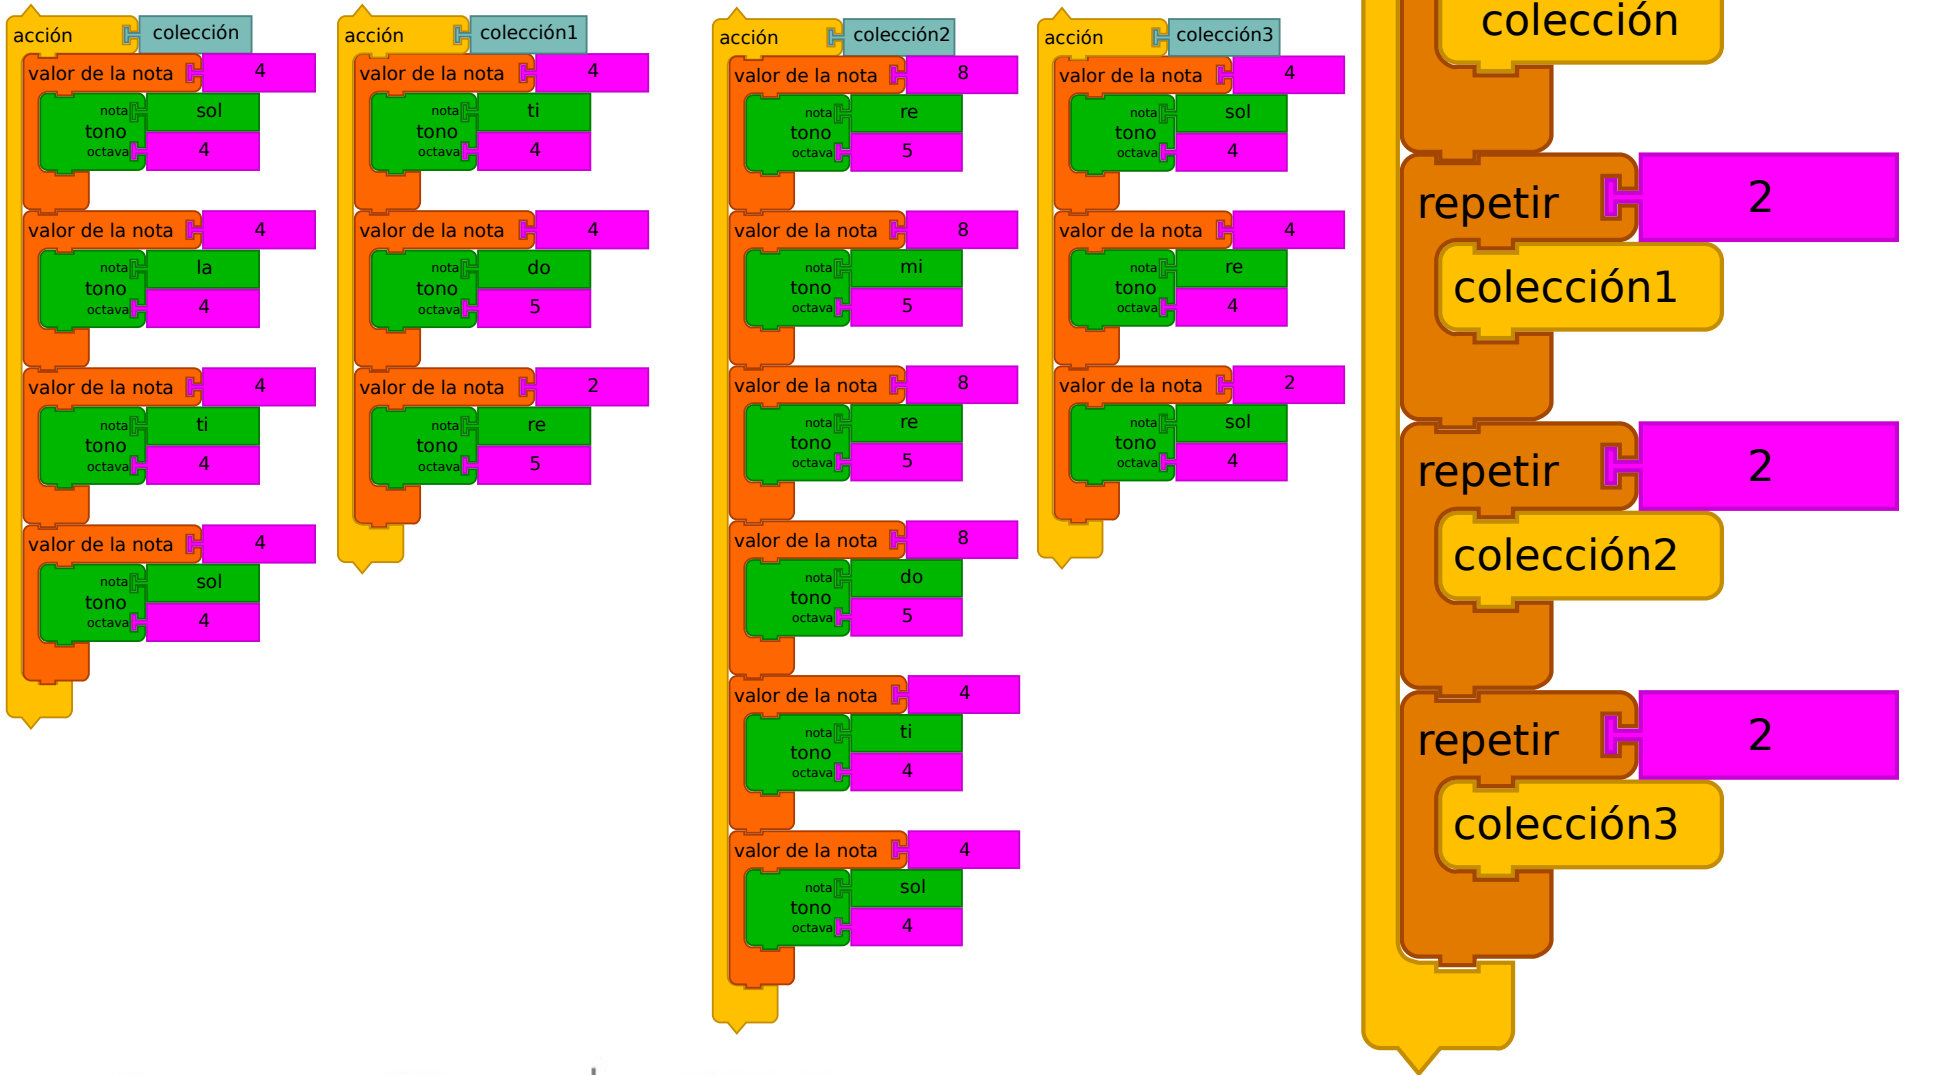 acción colección
valor de la nota 4
nota sol
tono
octava 4
valor de la nota 4
nota la
tono
octava 4
valor de la nota 4
nota ti
tono
octava 4
valor de la nota 4
nota sol
tono
octava 4
acción colección1
valor de la nota 4
nota ti
tono
octava 4
valor de la nota 4
nota do
tono
octava 5
valor de la nota 2
nota re
tono
octava 5
acción colección2
valor de la nota 8
nota re
tono
octava 5
valor de la nota 8
nota mi
tono
octava 5
valor de la nota 8
nota re
tono
octava 5
valor de la nota 8
nota do
tono
octava 5
valor de la nota 4
nota ti
tono
octava 4
valor de la nota 4
nota sol
tono
octava 4
acción colección3
valor de la nota 4
nota sol
tono
octava 4
valor de la nota 4
nota re
tono
octava 4
valor de la nota 2
nota sol
tono
octava 4
colección
repetir 2
colección1
repetir 2
colección2
repetir 2
colección3